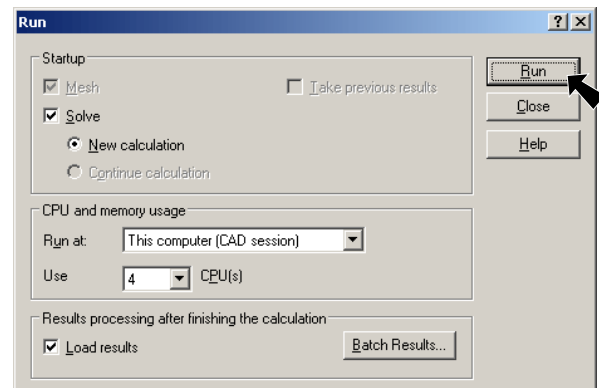 Run
Startup
Mesh
Take previous results
Solve
New calculation
Continue calculation
Run
Close
Help
CPU and memory usage
Run at: This computer (CAD session)
Use 4 CPU(s)
Results processing after finishing the calculation
Load results
Batch Results...